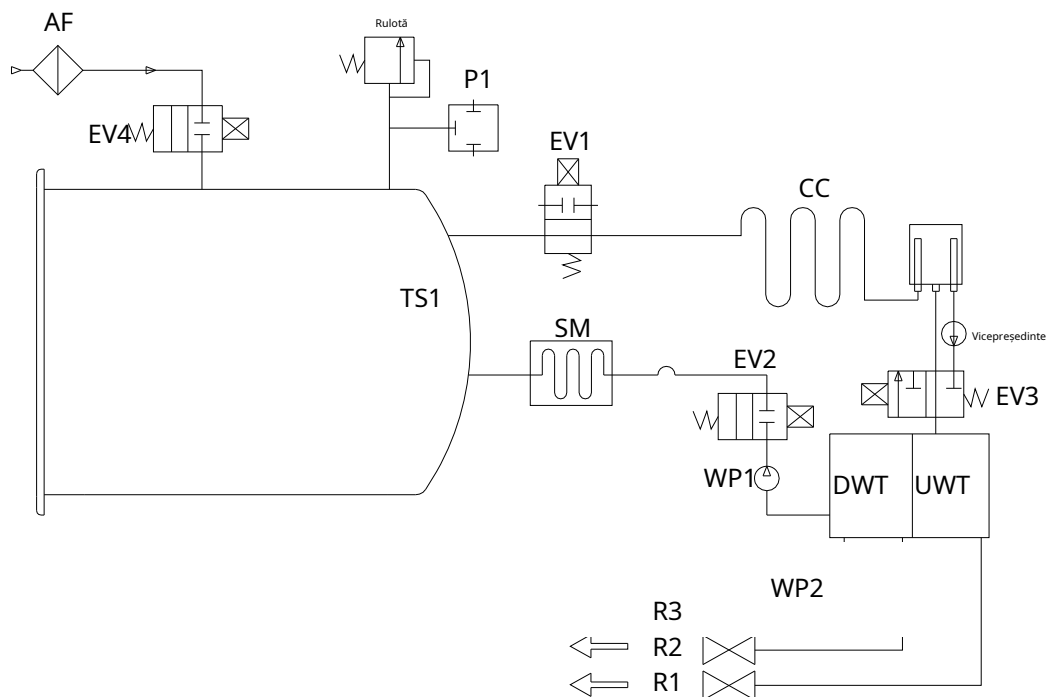 AF
Rulotă
P1
EV4
EV1
CC
TS1
SM
Vicepreședinte
EV2
EV3
WP1
DWT
UWT
WP2
R3
R2
R1